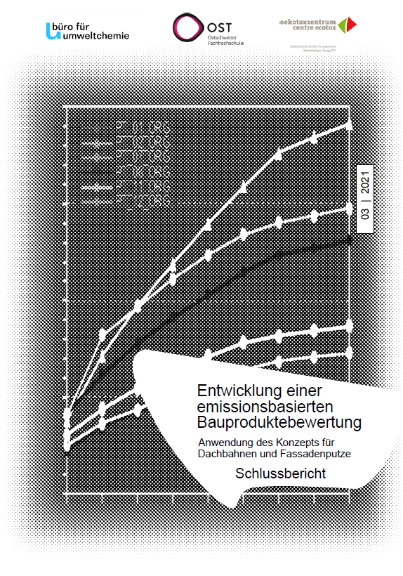 büro für
umweltchemie
OST
Ostschweizer
Fachhochschule
oekotoxzentrum
centre ecotox
03 | 2021
Entwicklung einer
emissionsbasierten
Bauproduktebewertung
Anwendung des Konzepts für
Dachbahnen und Fassadenputze
Schlussbericht